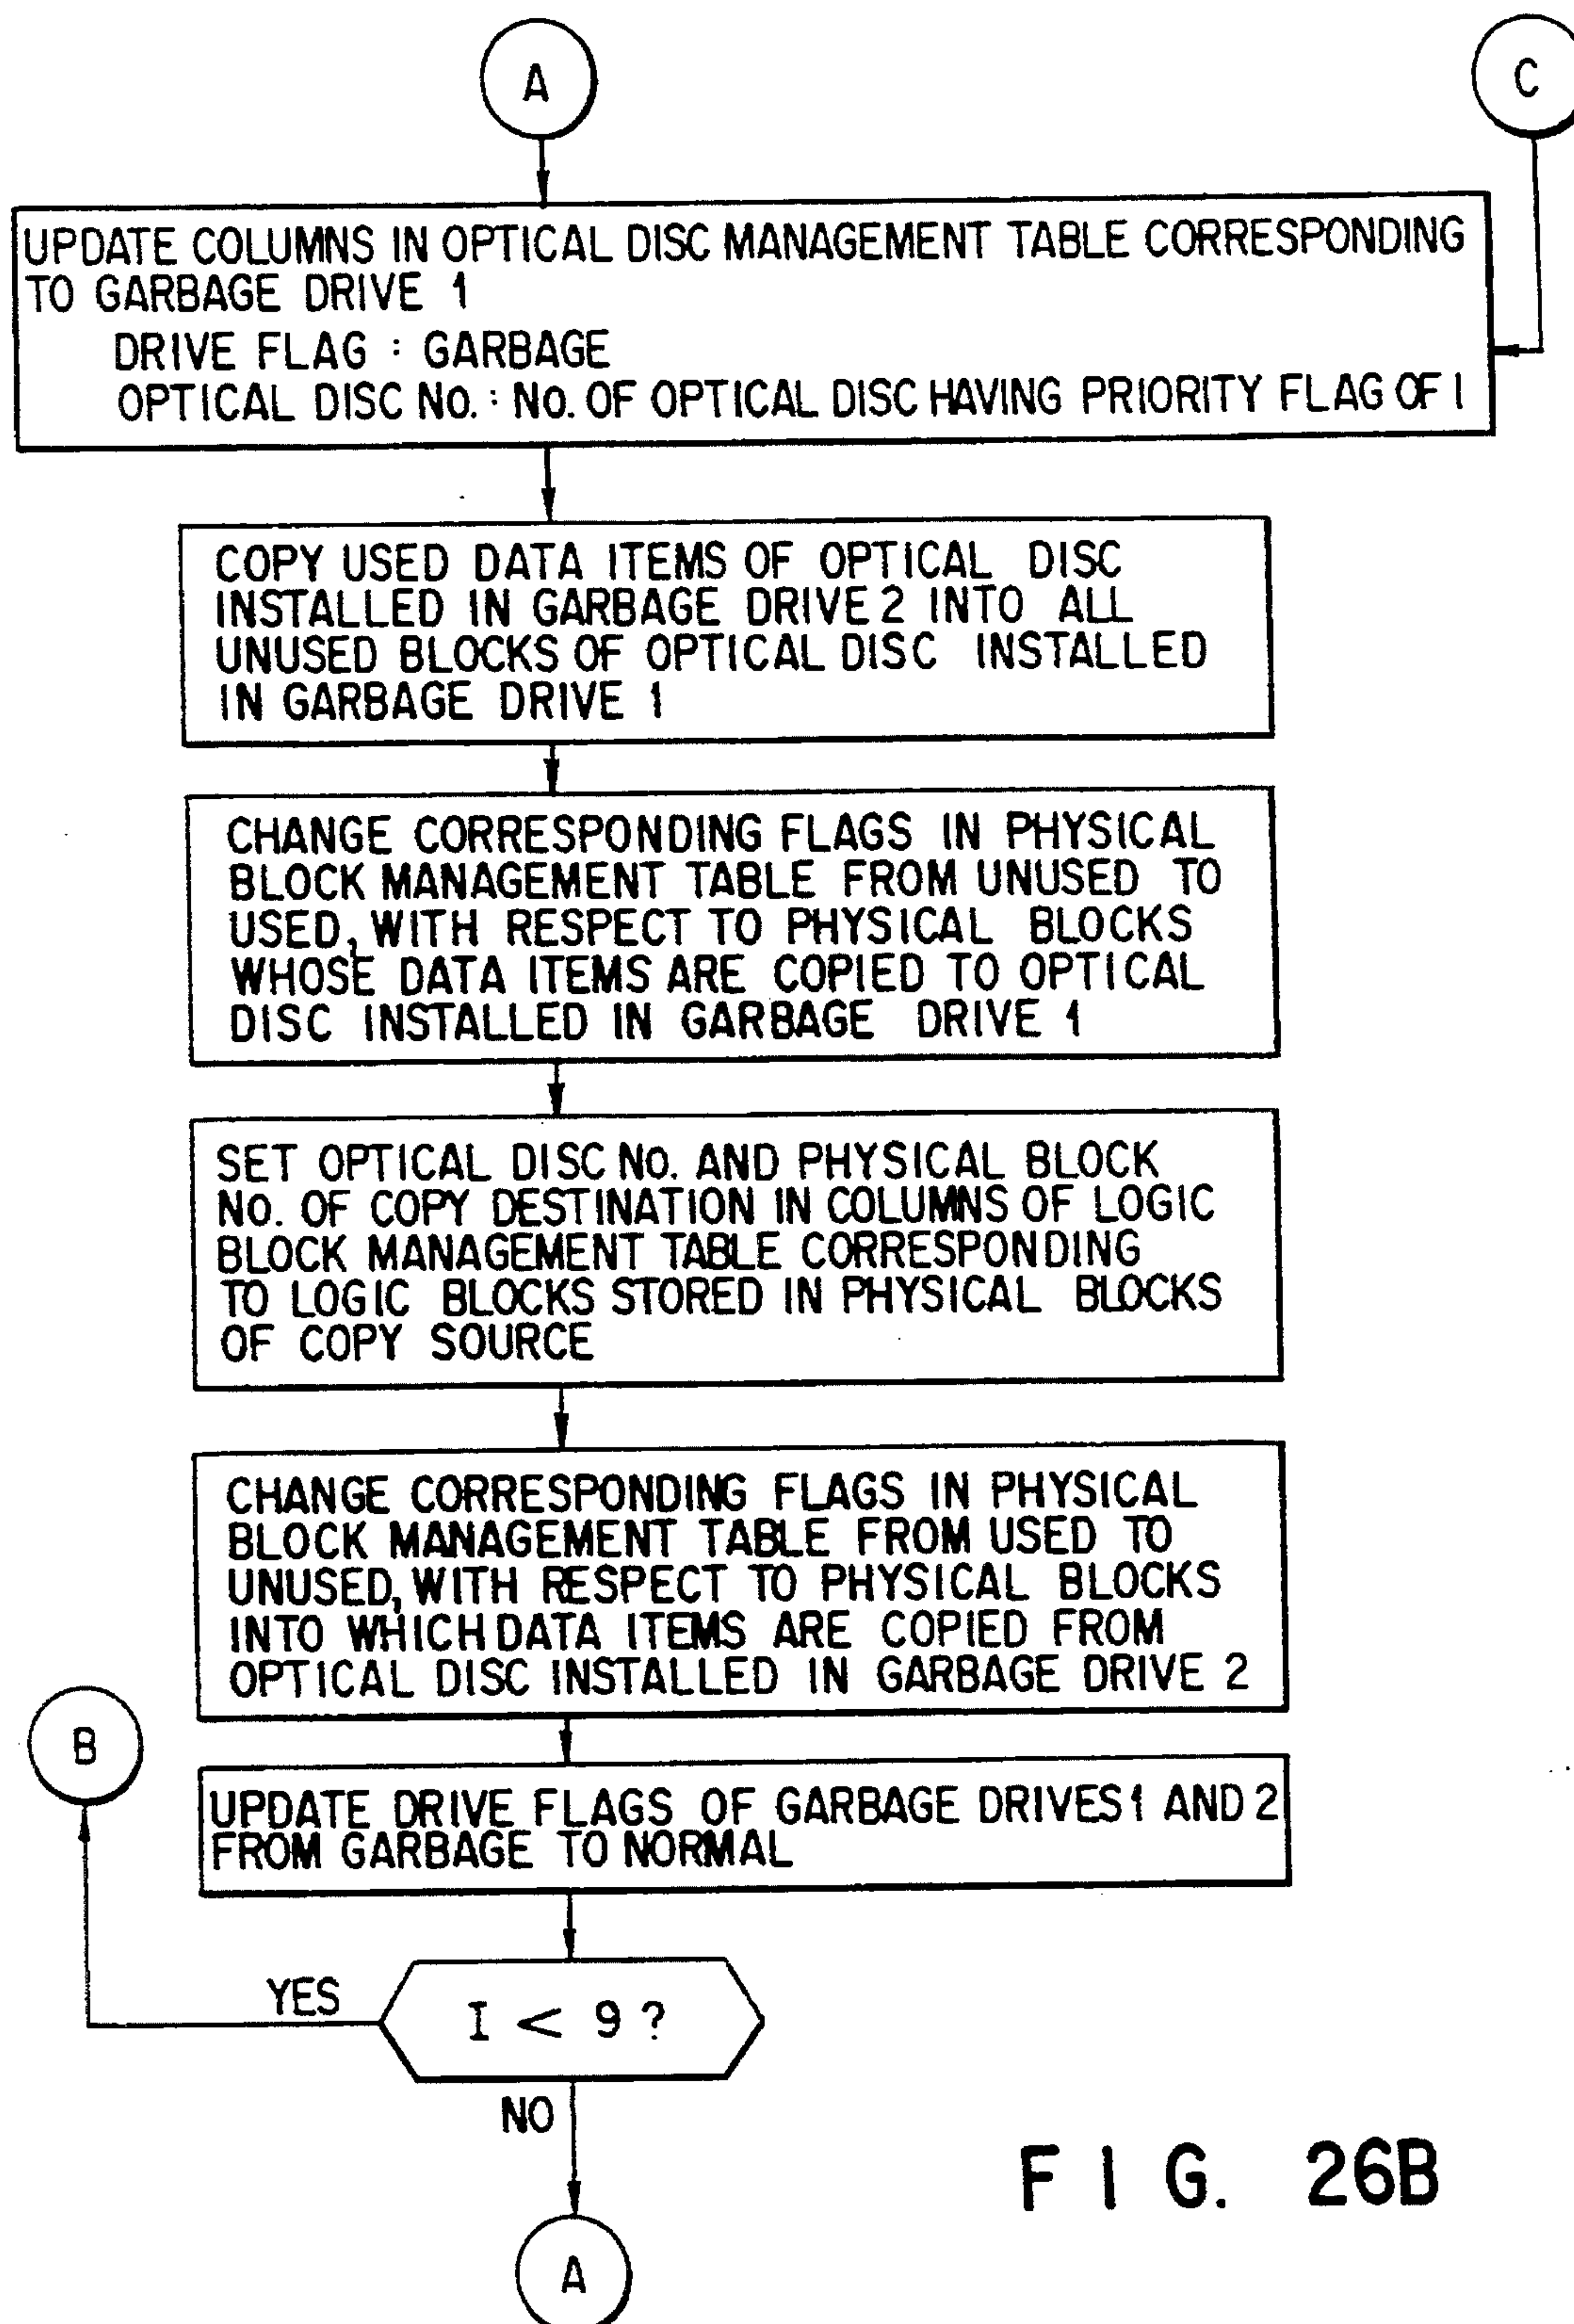 A
C
UPDATE COLUMNS IN OPTICAL DISC MANAGEMENT TABLE CORRESPONDING
TO GARBAGE DRIVE 1
DRIVE FLAG : GARBAGE
OPTICAL DISC NO. : NO. OF OPTICAL DISC HAVING PRIORITY FLAG OF I
COPY USED DATA ITEMS OF OPTICAL DISC
INSTALLED IN GARBAGE DRIVE 2 INTO ALL
UNUSED BLOCKS OF OPTICAL DISC INSTALLED
IN GARBAGE DRIVE 1
CHANGE CORRESPONDING FLAGS IN PHYSICAL
BLOCK MANAGEMENT TABLE FROM UNUSED TO
USED, WITH RESPECT TO PHYSICAL BLOCKS
WHOSE DATA ITEMS ARE COPIED TO OPTICAL
DISC INSTALLED IN GARBAGE DRIVE 1
SET OPTICAL DISC NO. AND PHYSICAL BLOCK
NO. OF COPY DESTINATION IN COLUMNS OF LOGIC
BLOCK MANAGEMENT TABLE CORRESPONDING
TO LOGIC BLOCKS STORED IN PHYSICAL BLOCKS
OF COPY SOURCE
CHANGE CORRESPONDING FLAGS IN PHYSICAL
BLOCK MANAGEMENT TABLE FROM USED TO
UNUSED, WITH RESPECT TO PHYSICAL BLOCKS
INTO WHICH DATA ITEMS ARE COPIED FROM
OPTICAL DISC INSTALLED IN GARBAGE DRIVE 2
B
UPDATE DRIVE FLAGS OF GARBAGE DRIVES 1 AND 2
FROM GARBAGE TO NORMAL
YES
I < 9 ?
NO
A
FIG. 26B